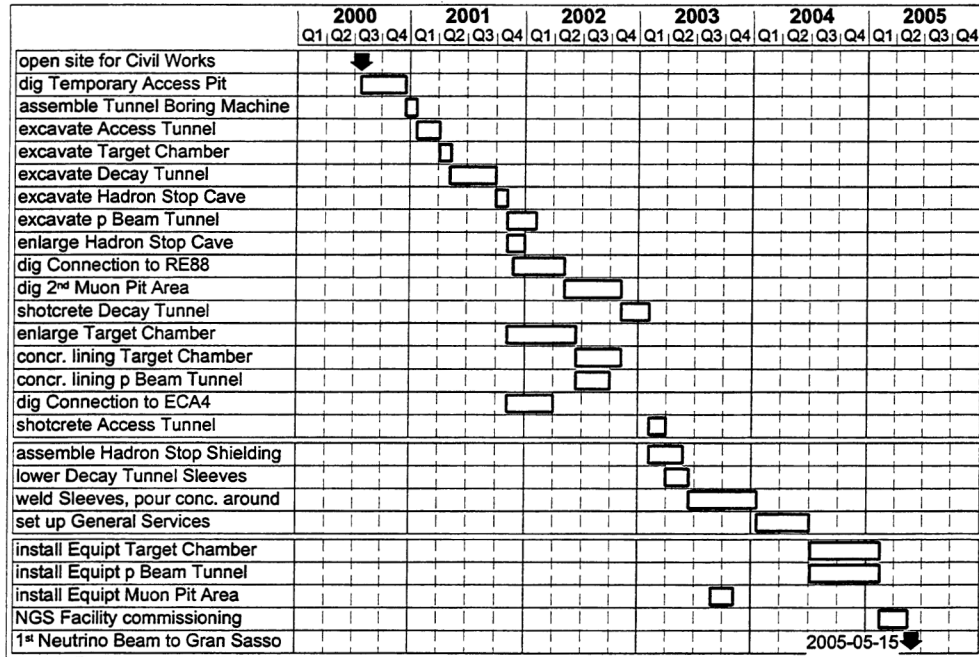 2000 2001 2002 2003 2004 2005
Q1 Q2 Q3 Q4 Q1 Q2 Q3 Q4 Q1 Q2 Q3 Q4 Q1 Q2 Q3 Q4 Q1 Q2 Q3 Q4 Q1 Q2 Q3 Q4
open site for Civil Works
dig Temporary Access Pit
assemble Tunnel Boring Machine
excavate Access Tunnel
excavate Target Chamber
excavate Decay Tunnel
excavate Hadron Stop Cave
excavate p Beam Tunnel
enlarge Hadron Stop Cave
dig Connection to RE88
dig 2nd Muon Pit Area
shotcrete Decay Tunnel
enlarge Target Chamber
concr. lining Target Chamber
concr. lining p Beam Tunnel
dig Connection to ECA4
shotcrete Access Tunnel
assemble Hadron Stop Shielding
lower Decay Tunnel Sleeves
weld Sleeves, pour conc. around
set up General Services
install Equipt Target Chamber
install Equipt p Beam Tunnel
install Equipt Muon Pit Area
NGS Facility commissioning
1st Neutrino Beam to Gran Sasso 2005-05-15